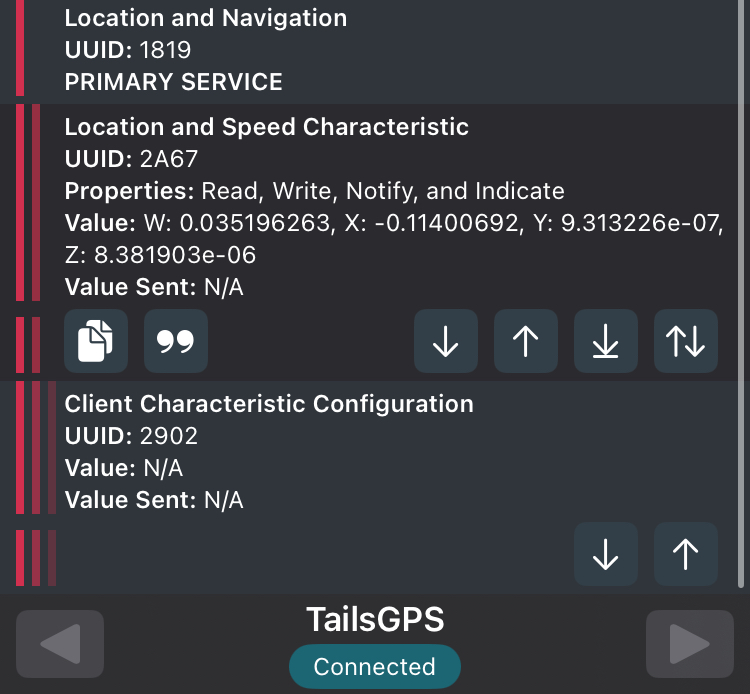 Location and Navigation
UUID: 1819
PRIMARY SERVICE
Location and Speed Characteristic
UUID: 2A67
Properties: Read, Write, Notify, and Indicate
Value: W: 0.035196263, X: -0.11400692, Y: 9.313226e-07,
Z: 8.381903e-06
Value Sent: N/A
Client Characteristic Configuration
UUID: 2902
Value: N/A
Value Sent: N/A
TailsGPS
Connected